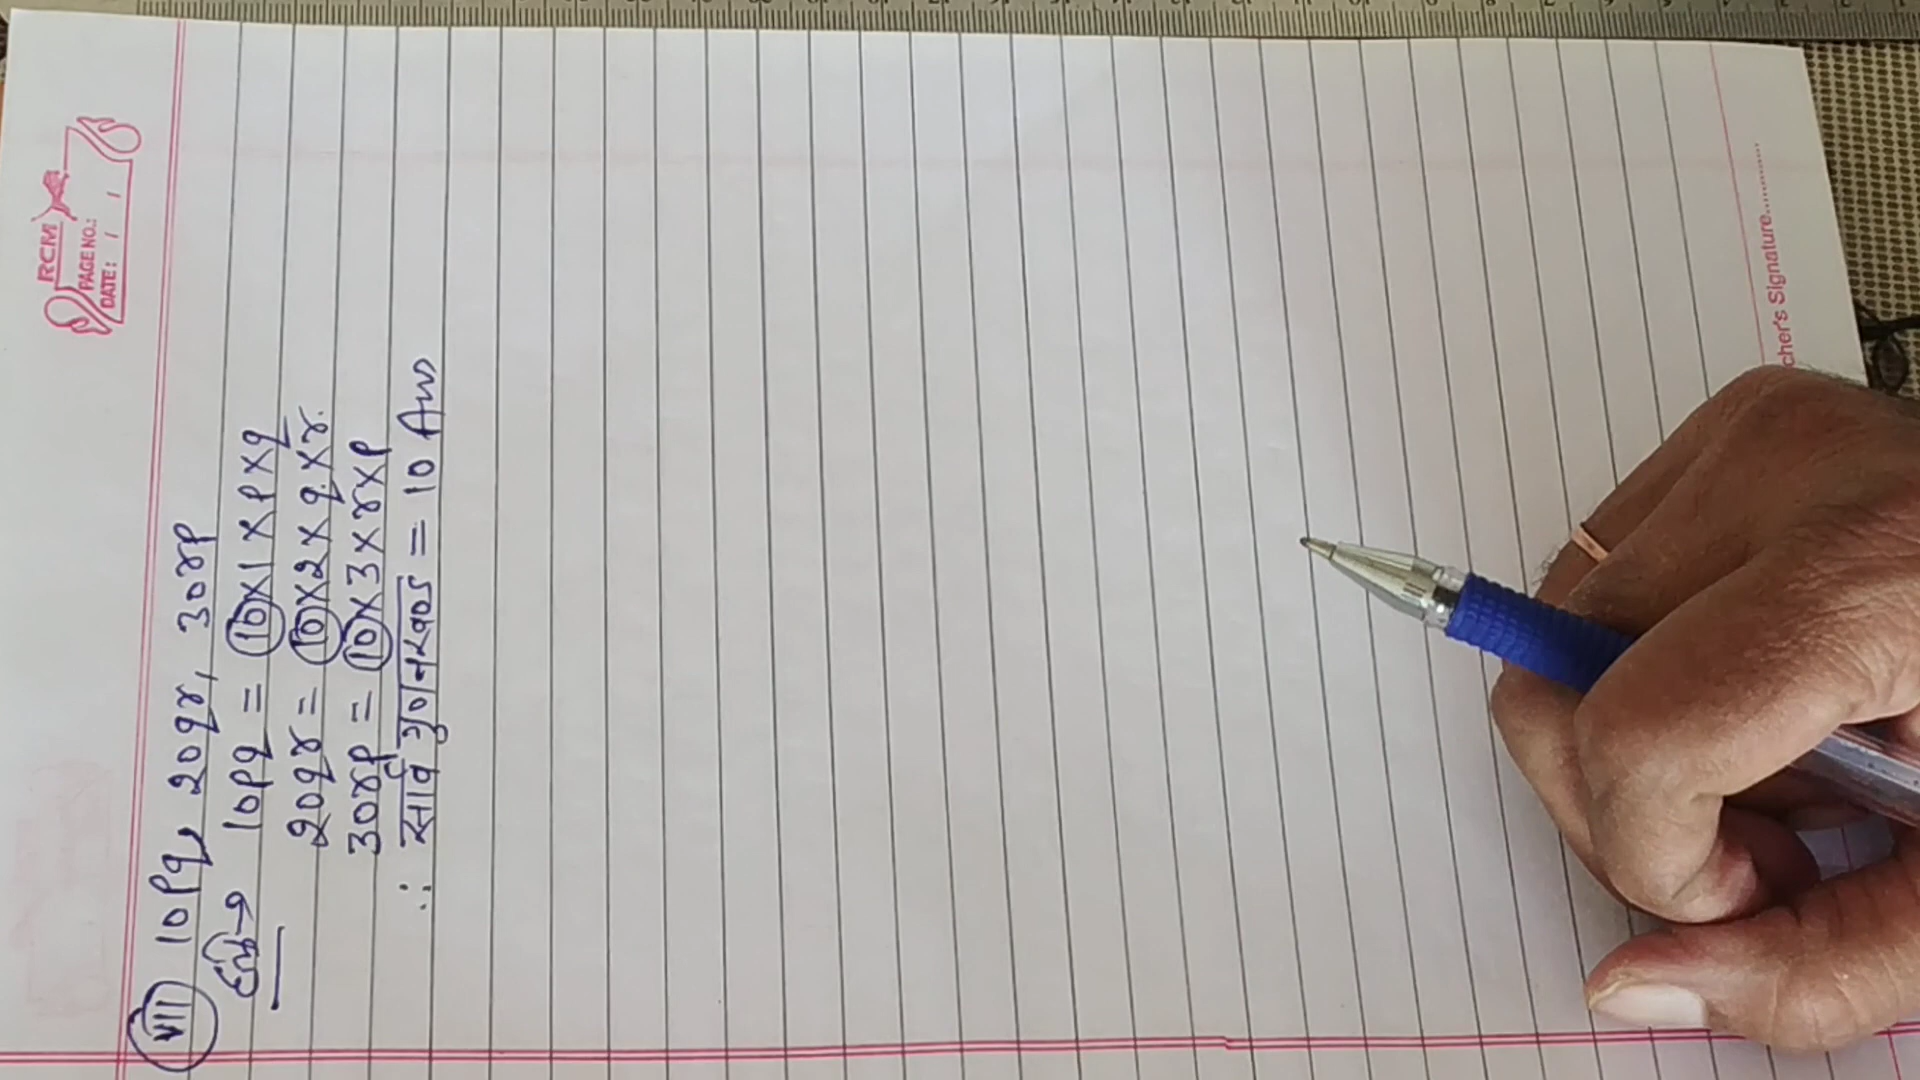 RCM
PAGE NO.:
DATE: / /
VII 10pq, 20qr, 30rp
हल→ 10pq = 10×1×p×q
20qr = 10×2×q×r.
30rp = 10×3×r×p
∴ सार्व गुणनखण्ड = 10 Ans
cher's Signature..............